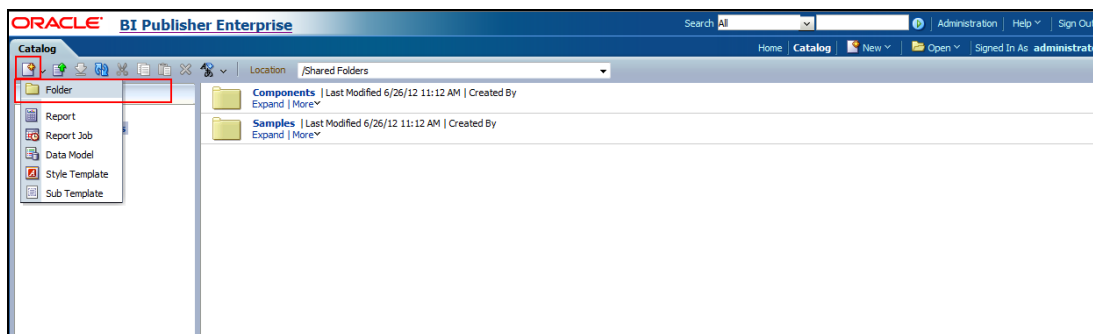 ORACLE BI Publisher Enterprise Search All Administration Help Sign Out
Catalog Home Catalog New Open Signed In As administrat
Location /Shared Folders
Folder
Report
Report Job
Data Model
Style Template
Sub Template
Components | Last Modified 6/26/12 11:12 AM | Created By
Expand | More
Samples | Last Modified 6/26/12 11:12 AM | Created By
Expand | More